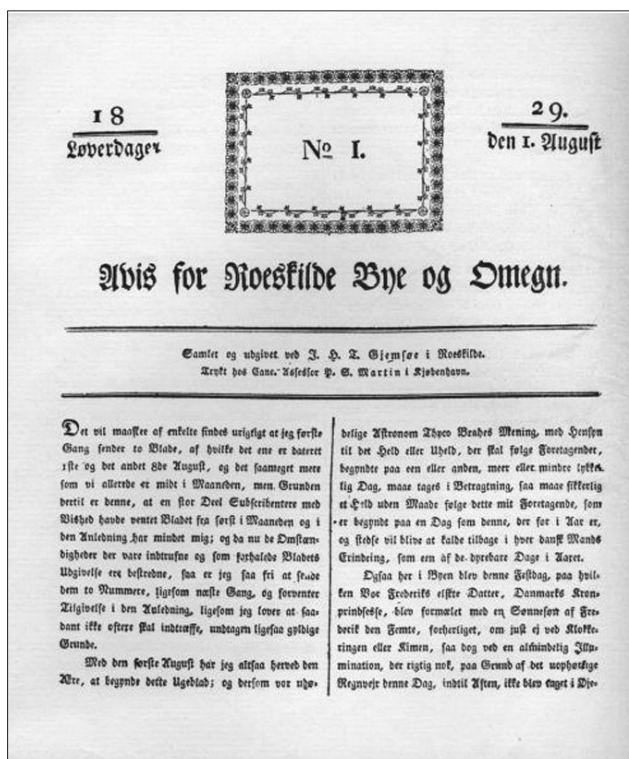 18
29.
Løverdagen
No I.
den 1. August
Avis for Roeskilde Bye og Omegn.
Samlet og udgivet ved J. H. T. Gjemsøe i Roeskilde.
Trykt hos Canc. Assessor P. S. Martin i Kjøbenhavn.
Det vil maaskee af enkelte findes urigtigt at jeg første
Gang sender to Blade, af hvilke det ene er dateret
1ste og det andet 8de August, og det saameget mere
som vi allerede er midt i Maaneden, men Grunden
dertil er denne, at en stor Deel Subscribentere med
Vished havde ventet Bladet fra først i Maaneden og i
den Anledning har mindet mig; og da nu de Omstæn-
digheder der vare indtrufne og som forhalede Bladets
Udgivelse ere bestredne, saa er jeg saa fri at sende
dem to Nummere, ligesom næste Gang, og forventer
Tilgivelse i den Anledning, ligesom jeg lover at saa-
dant ikke oftere skal indtræffe, undtagen ligesaa gyldige
Grunde.
Med den første August har jeg altsaa herved den
Ære, at begynde dette Ugeblad; og dersom vor udø-
delige Astronom Thyco Brahes Mening, med Hensyn
til det Held eller Uheld, der skal følge Foretagender,
begyndte paa een eller anden, meer eller mindre lykke-
lig Dag, maae tages i Betragtning, saa maae sikkerlig
et Held uden Maade følge dette mit Foretagende, som
er begyndt paa en Dag som denne, der for i Aar er,
og stedse vil blive at kalde tilbage i hver dansk Mands
Erindring, som een af de dyrebare Dage i Aaret.
Ogsaa her i Byen blev denne Festdag, paa hvil-
ken Vor Frederiks elskte Datter, Danmarks Kron-
prindsesse, blev formælet med en Sønnesøn af Fre-
derik den Femte, forherliget, om just ej ved Klokke-
ringen eller Kimen, saa dog ved en almindelig Illu-
mination, der rigtig nok, paa Grund af det uophørlige
Regnvejr denne Dag, indtil Aften, ikke blev taget i Øje-